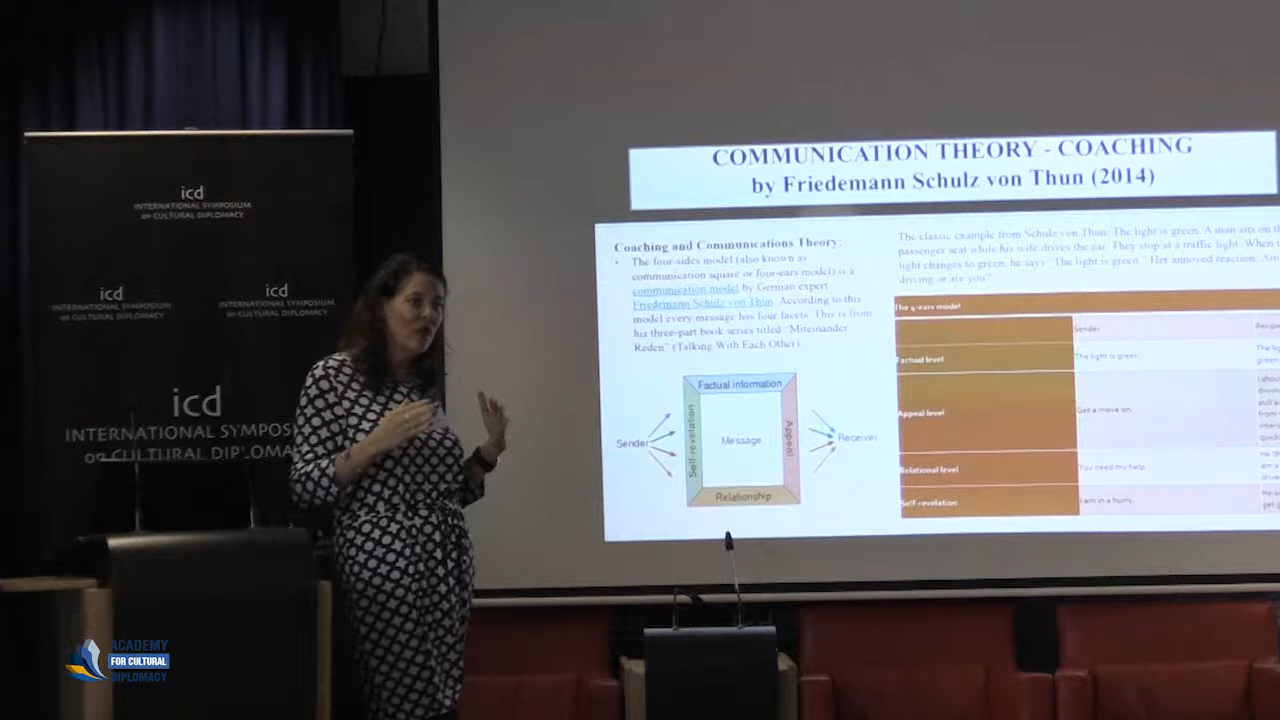 icd
INTERNATIONAL SYMPOSIUM
on CULTURAL DIPLOMACY
icd
INTERNATIONAL SYMPOSIUM
on CULTURAL DIPLOMACY
icd
INTERNATIONAL SYMPOSIUM
on CULTURAL DIPLOMACY
icd
INTERNATIONAL SYMPOS
on CULTURAL DIPLOMA
ACADEMY
FOR CULTURAL
DIPLOMACY
COMMUNICATION THEORY - COACHING
by Friedemann Schulz von Thun (2014)
Coaching and Communications Theory:
The four-sides model (also known as
communication square or four-ears model) is a
communication model by German expert
Friedemann Schulz von Thun. According to this
model every message has four facets. This is from
his three-part book series titled "Miteinander
Reden" (Talking With Each Other)
Factual information
Sender
Self-revelation
Message
Appeal
Receiver
Relationship
The classic example from Schulz von Thun: The light is green. A man sits on th
passenger seat while his wife drives the car. They stop at a traffic light. When t
light changes to green, he says "The light is green." Her annoyed reaction. Am
driving or are you?"
The 4-ears model
Sender
Factual level
The light is green.
green
Appeal level
Get a move on.
Relational level
You need my help.
Self-revelation
I am in a hurry.